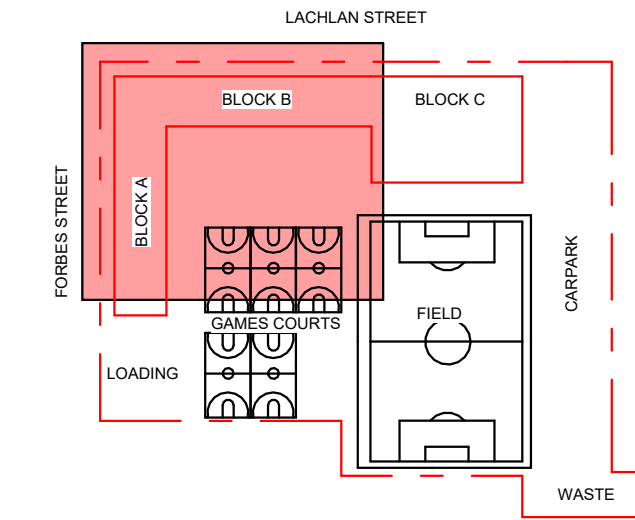 LACHLAN STREET
BLOCK B
BLOCK C
BLOCK A
FORBES STREET
CARPARK
FIELD
GAMES COURTS
LOADING
WASTE